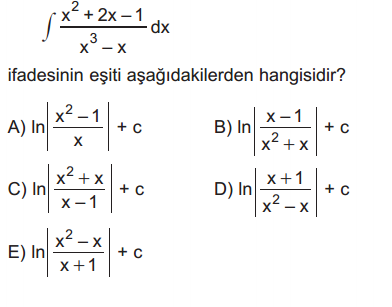 ∫ (x² + 2x – 1)/(x³ – x) dx
ifadesinin eşiti aşağıdakilerden hangisidir?
A) ln|(x² – 1)/x| + c B) ln|(x – 1)/(x² + x)| + c
C) ln|(x² + x)/(x – 1)| + c D) ln|(x + 1)/(x² – x)| + c
E) ln|(x² – x)/(x + 1)| + c